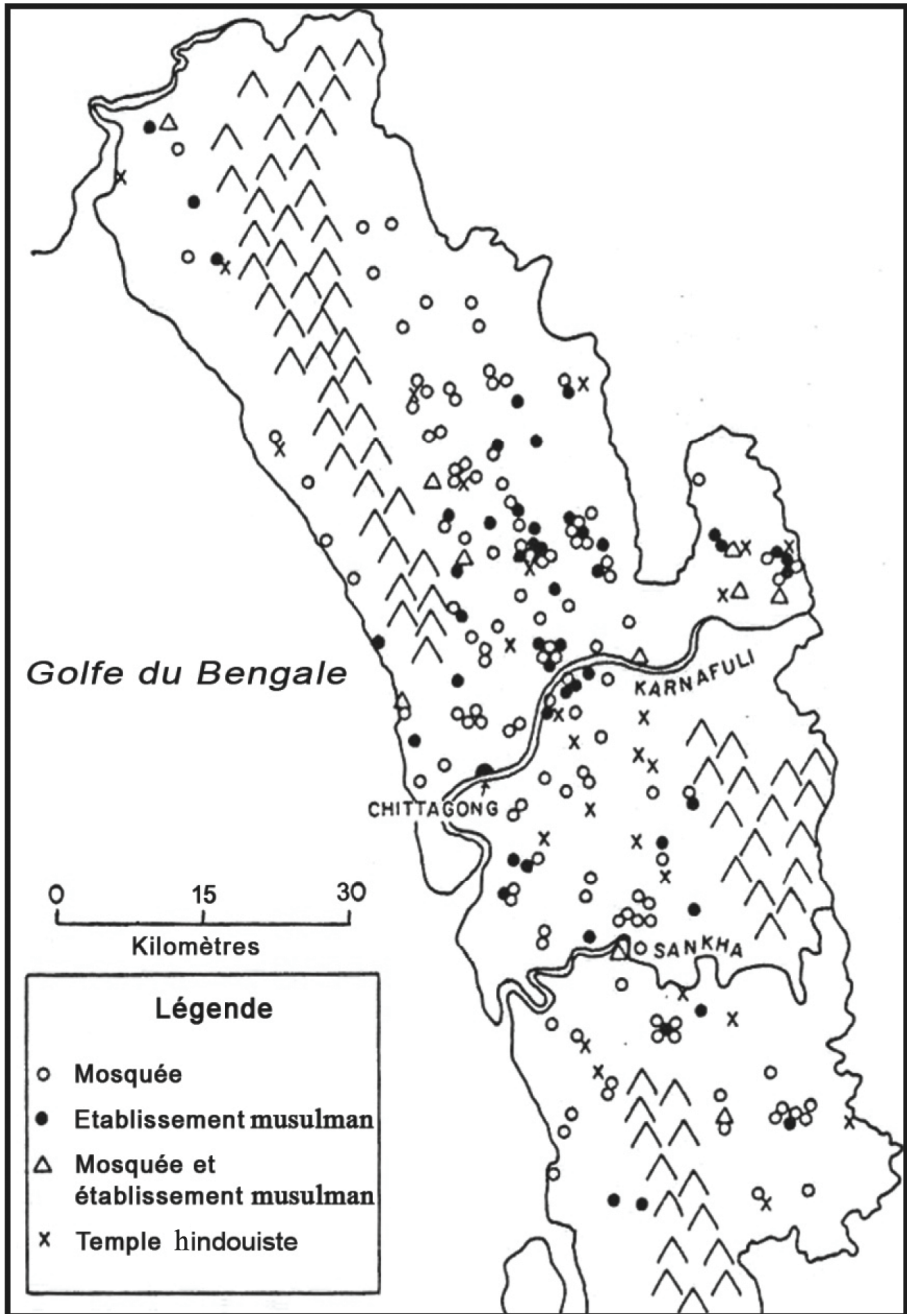 Golfe du Bengale
KARNAFULI
CHITTAGONG
SANKHA
0 15 30
Kilomètres
Légende
Mosquée
Etablissement musulman
Mosquée et
établissement musulman
Temple hindouiste